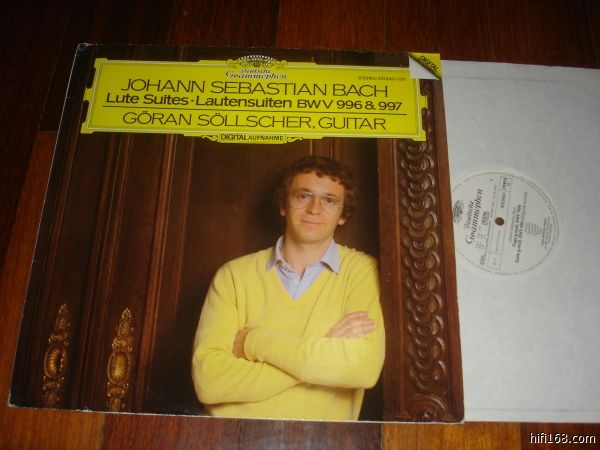 Deutsche
Grammophon
DIGITAL
JOHANN SEBASTIAN BACH
Lute Suites · Lautensuiten BWV 996 & 997
GÖRAN SÖLLSCHER, GUITAR
DIGITAL AUFNAHME
Deutsche
Grammophon
hifi168.com